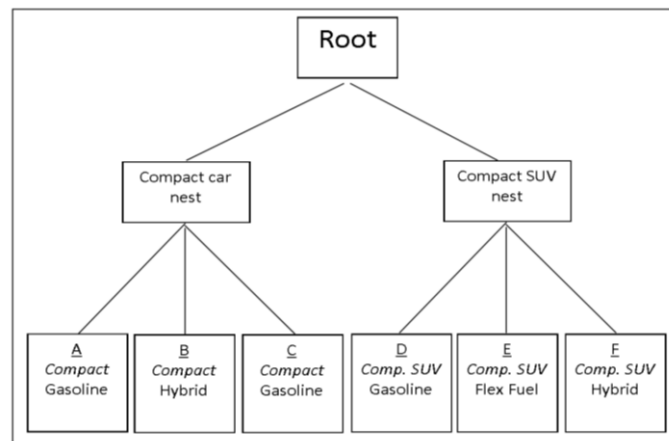 Root
Compact car
nest
Compact SUV
nest
A
Compact
Gasoline
B
Compact
Hybrid
C
Compact
Gasoline
D
Comp. SUV
Gasoline
E
Comp. SUV
Flex Fuel
F
Comp. SUV
Hybrid